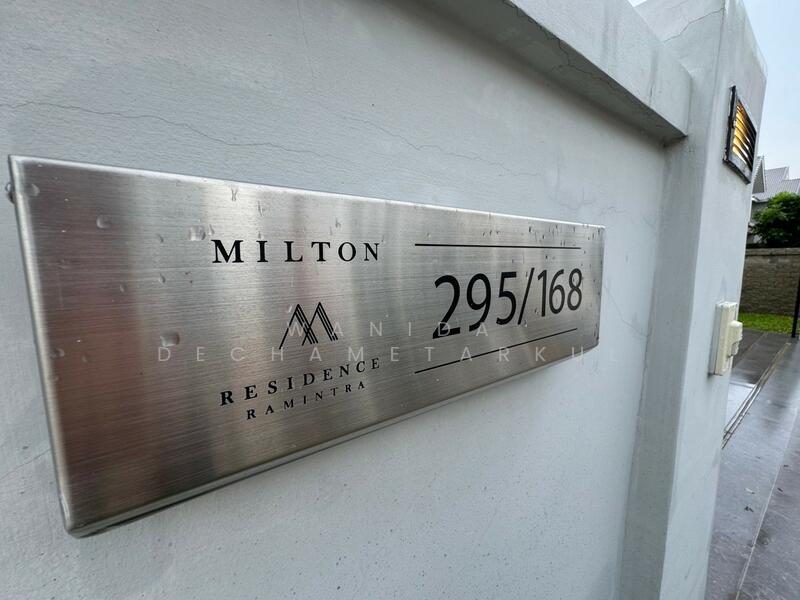 MILTON
RESIDENCE
RAMINTRA
295/168
WANIDA
DECHAMETARKUL